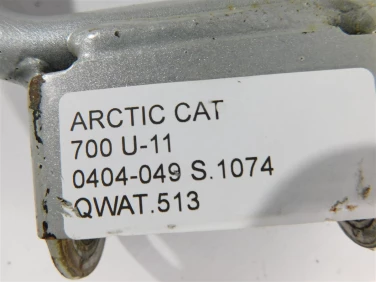 ARCTIC CAT
700 U-11
0404-049 S.1074
QWAT.513